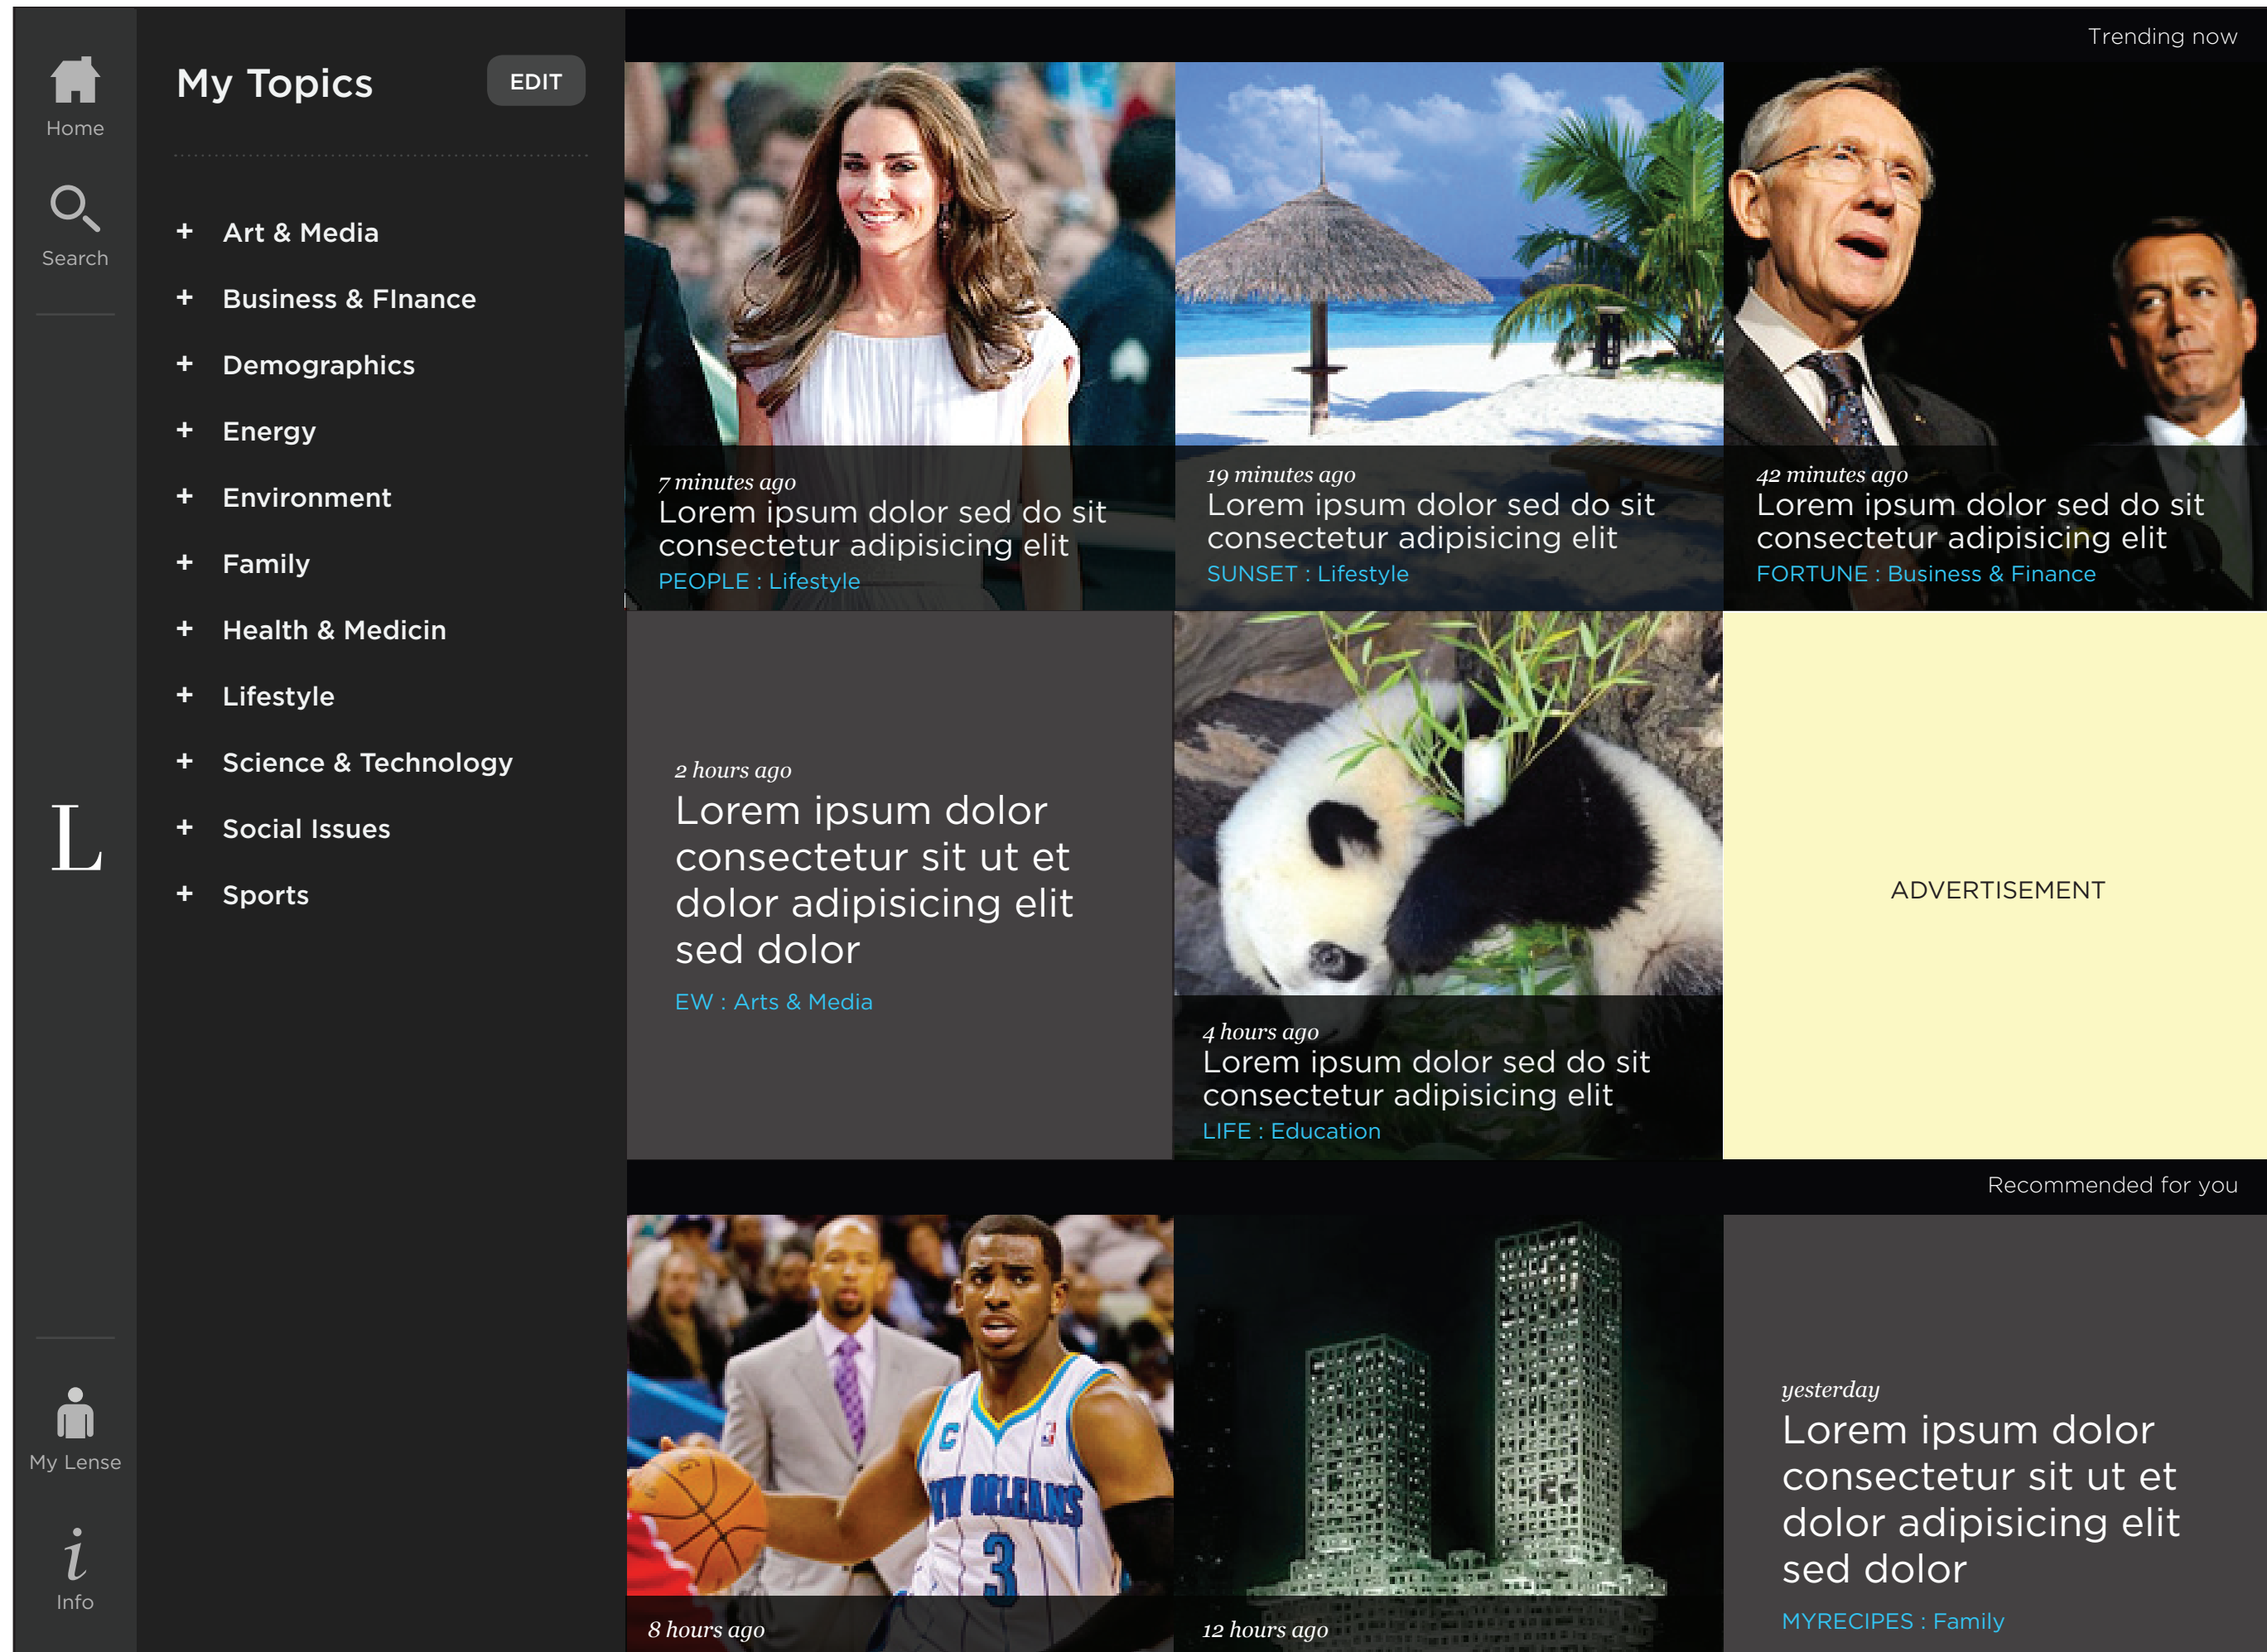 Home
Search
L
My Lense
Info
My Topics
EDIT
+ Art & Media
+ Business & FInance
+ Demographics
+ Energy
+ Environment
+ Family
+ Health & Medicin
+ Lifestyle
+ Science & Technology
+ Social Issues
+ Sports
Trending now
7 minutes ago
Lorem ipsum dolor sed do sit
consectetur adipisicing elit
PEOPLE : Lifestyle
19 minutes ago
Lorem ipsum dolor sed do sit
consectetur adipisicing elit
SUNSET : Lifestyle
42 minutes ago
Lorem ipsum dolor sed do sit
consectetur adipisicing elit
FORTUNE : Business & Finance
2 hours ago
Lorem ipsum dolor
consectetur sit ut et
dolor adipisicing elit
sed dolor
EW : Arts & Media
4 hours ago
Lorem ipsum dolor sed do sit
consectetur adipisicing elit
LIFE : Education
ADVERTISEMENT
Recommended for you
C
NEW ORLEANS
3
8 hours ago
12 hours ago
yesterday
Lorem ipsum dolor
consectetur sit ut et
dolor adipisicing elit
sed dolor
MYRECIPES : Family